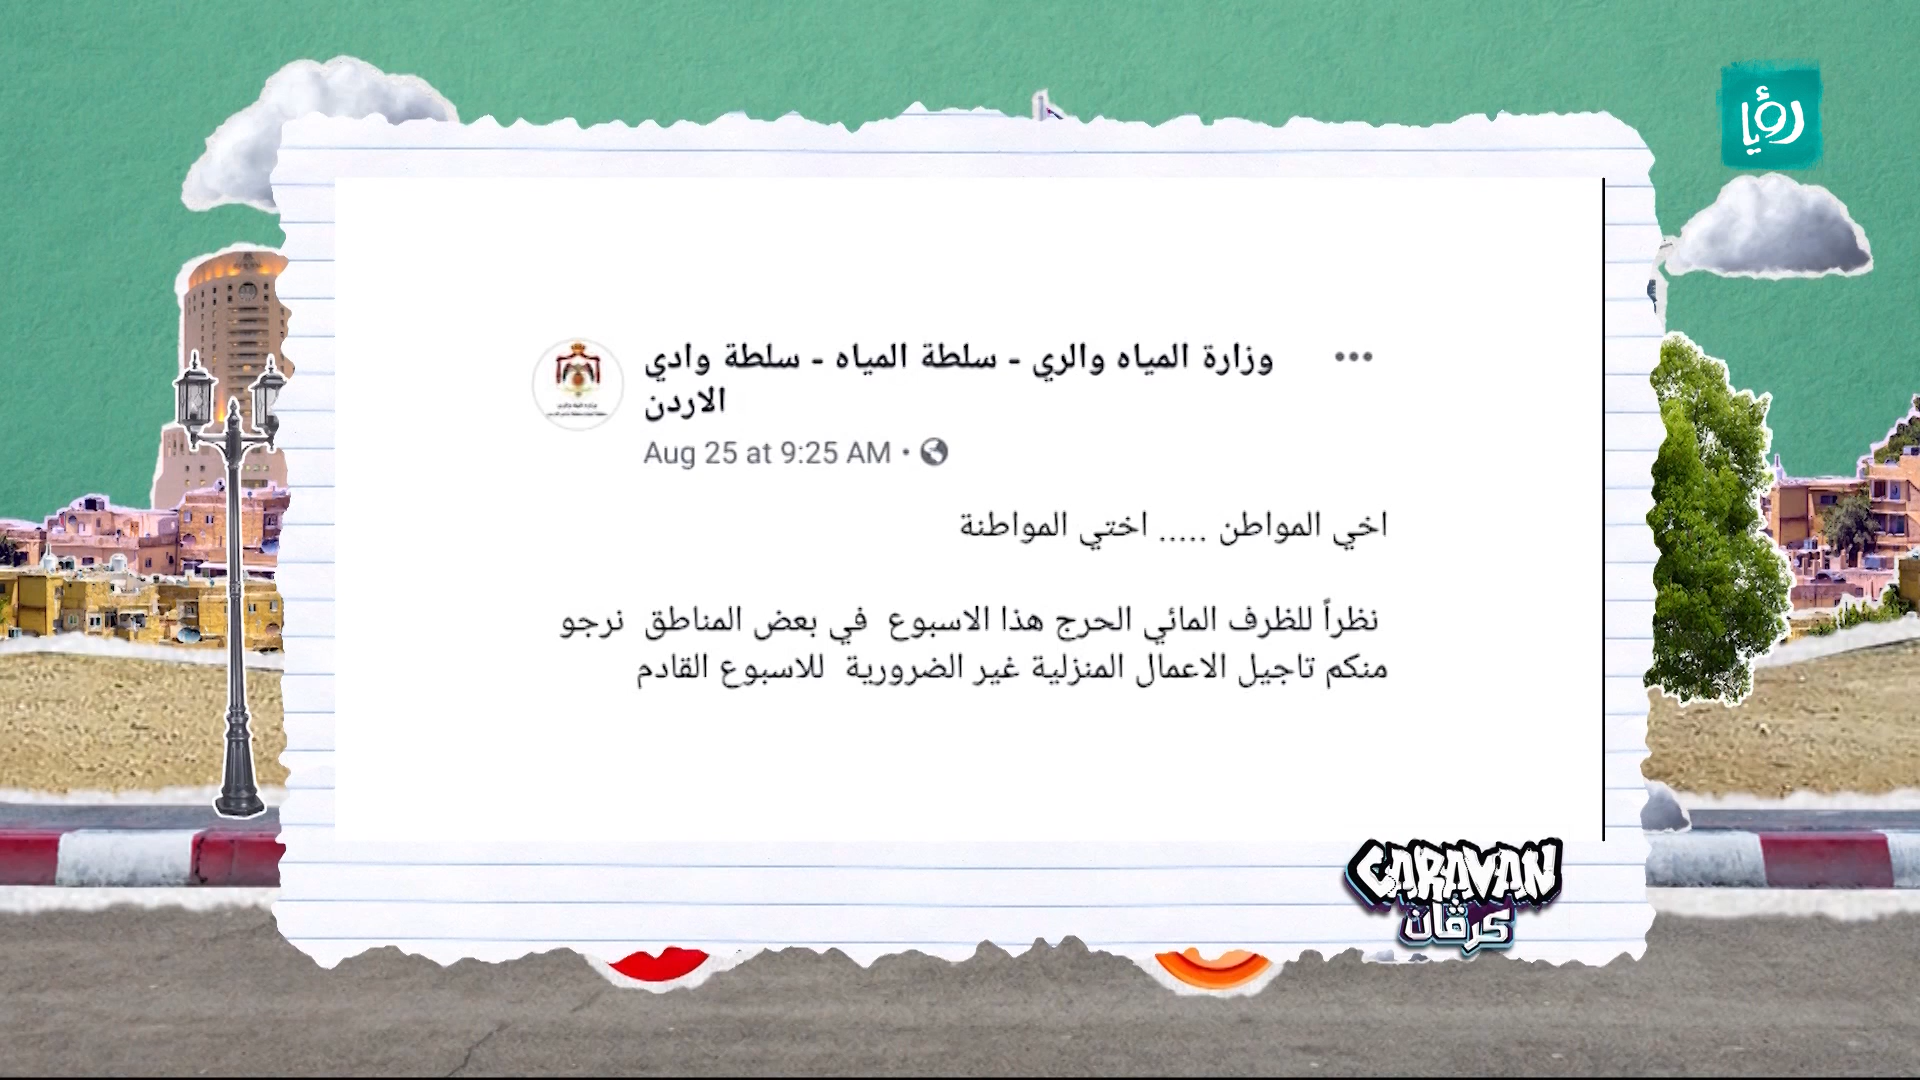 رؤيا
وزارة المياه والري - سلطة المياه - سلطة وادي
الاردن
Aug 25 at 9:25 AM
اخي المواطن ..... اختي المواطنة
نظراً للظرف المائي الحرج هذا الاسبوع في بعض المناطق نرجو
منكم تاجيل الاعمال المنزلية غير الضرورية للاسبوع القادم
CARAVAN
كرڤان